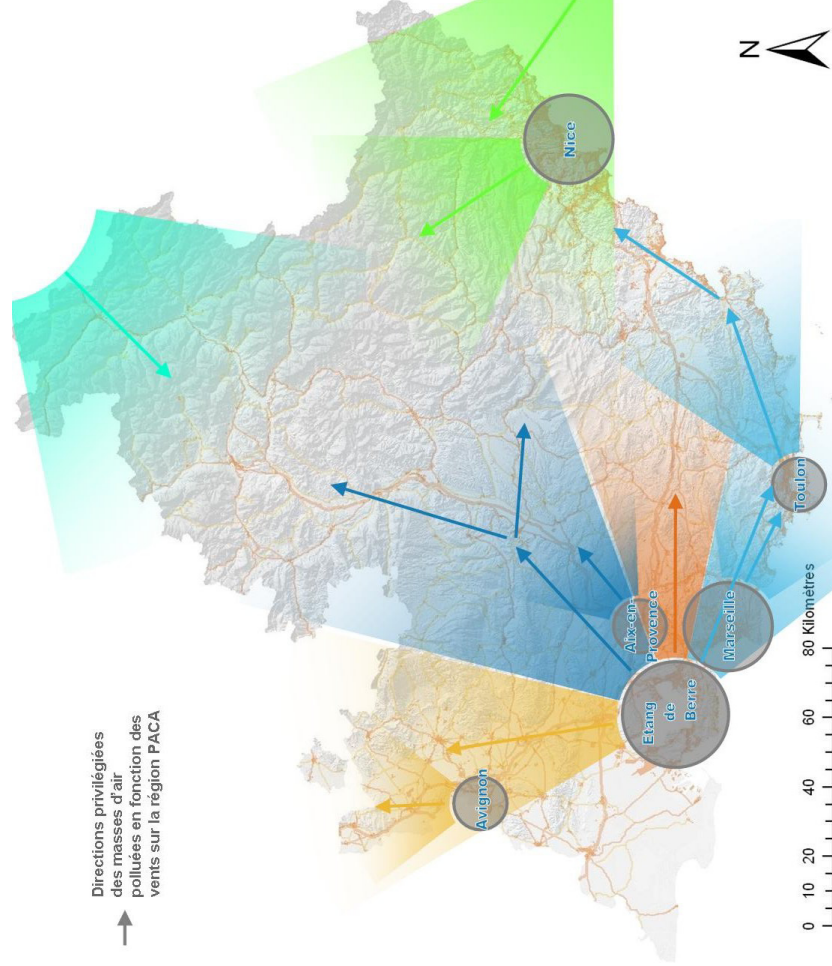 Directions privilégiées
des masses d'air
polluées en fonction des
vents sur la région PACA
N
Avignon
Etang
de
Berre
Aix-en-
Provence
Marseille
Toulon
Nice
0 10 20 40 60 80 Kilomètres